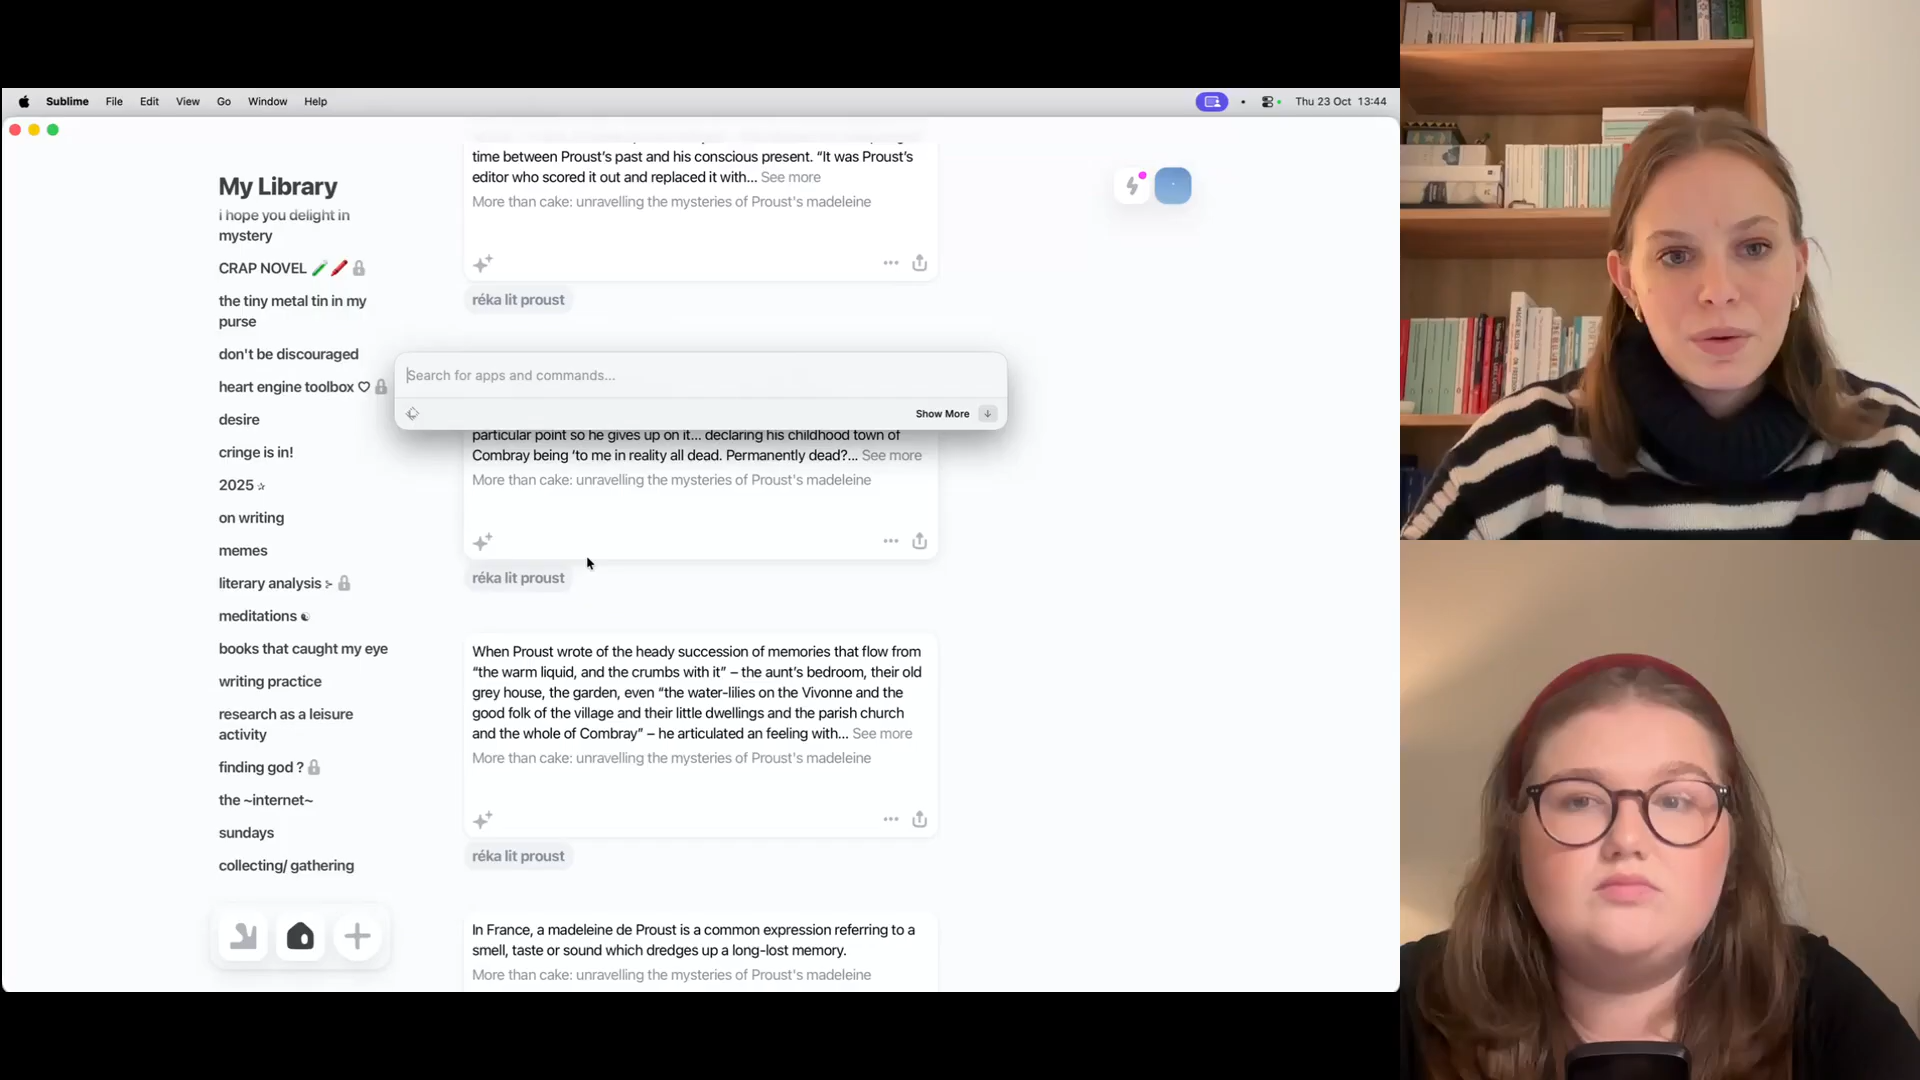 Sublime File Edit View Go Window Help
Thu 23 Oct 13:44
My Library
i hope you delight in
mystery
CRAP NOVEL
the tiny metal tin in my
purse
don't be discouraged
heart engine toolbox ♡
desire
cringe is in!
2025 ☆
on writing
memes
literary analysis
meditations
books that caught my eye
writing practice
research as a leisure
activity
finding god ?
the ~internet~
sundays
collecting/ gathering
time between Proust's past and his conscious present. “It was Proust's
editor who scored it out and replaced it with... See more
More than cake: unravelling the mysteries of Proust's madeleine
réka lit proust
Search for apps and commands...
Show More
particular point so he gives up on it... declaring his childhood town of
Combray being ‘to me in reality all dead. Permanently dead?... See more
More than cake: unravelling the mysteries of Proust's madeleine
réka lit proust
When Proust wrote of the heady succession of memories that flow from
“the warm liquid, and the crumbs with it” – the aunt's bedroom, their old
grey house, the garden, even “the water-lilies on the Vivonne and the
good folk of the village and their little dwellings and the parish church
and the whole of Combray” – he articulated an feeling with... See more
More than cake: unravelling the mysteries of Proust's madeleine
réka lit proust
In France, a madeleine de Proust is a common expression referring to a
smell, taste or sound which dredges up a long-lost memory.
More than cake: unravelling the mysteries of Proust's madeleine